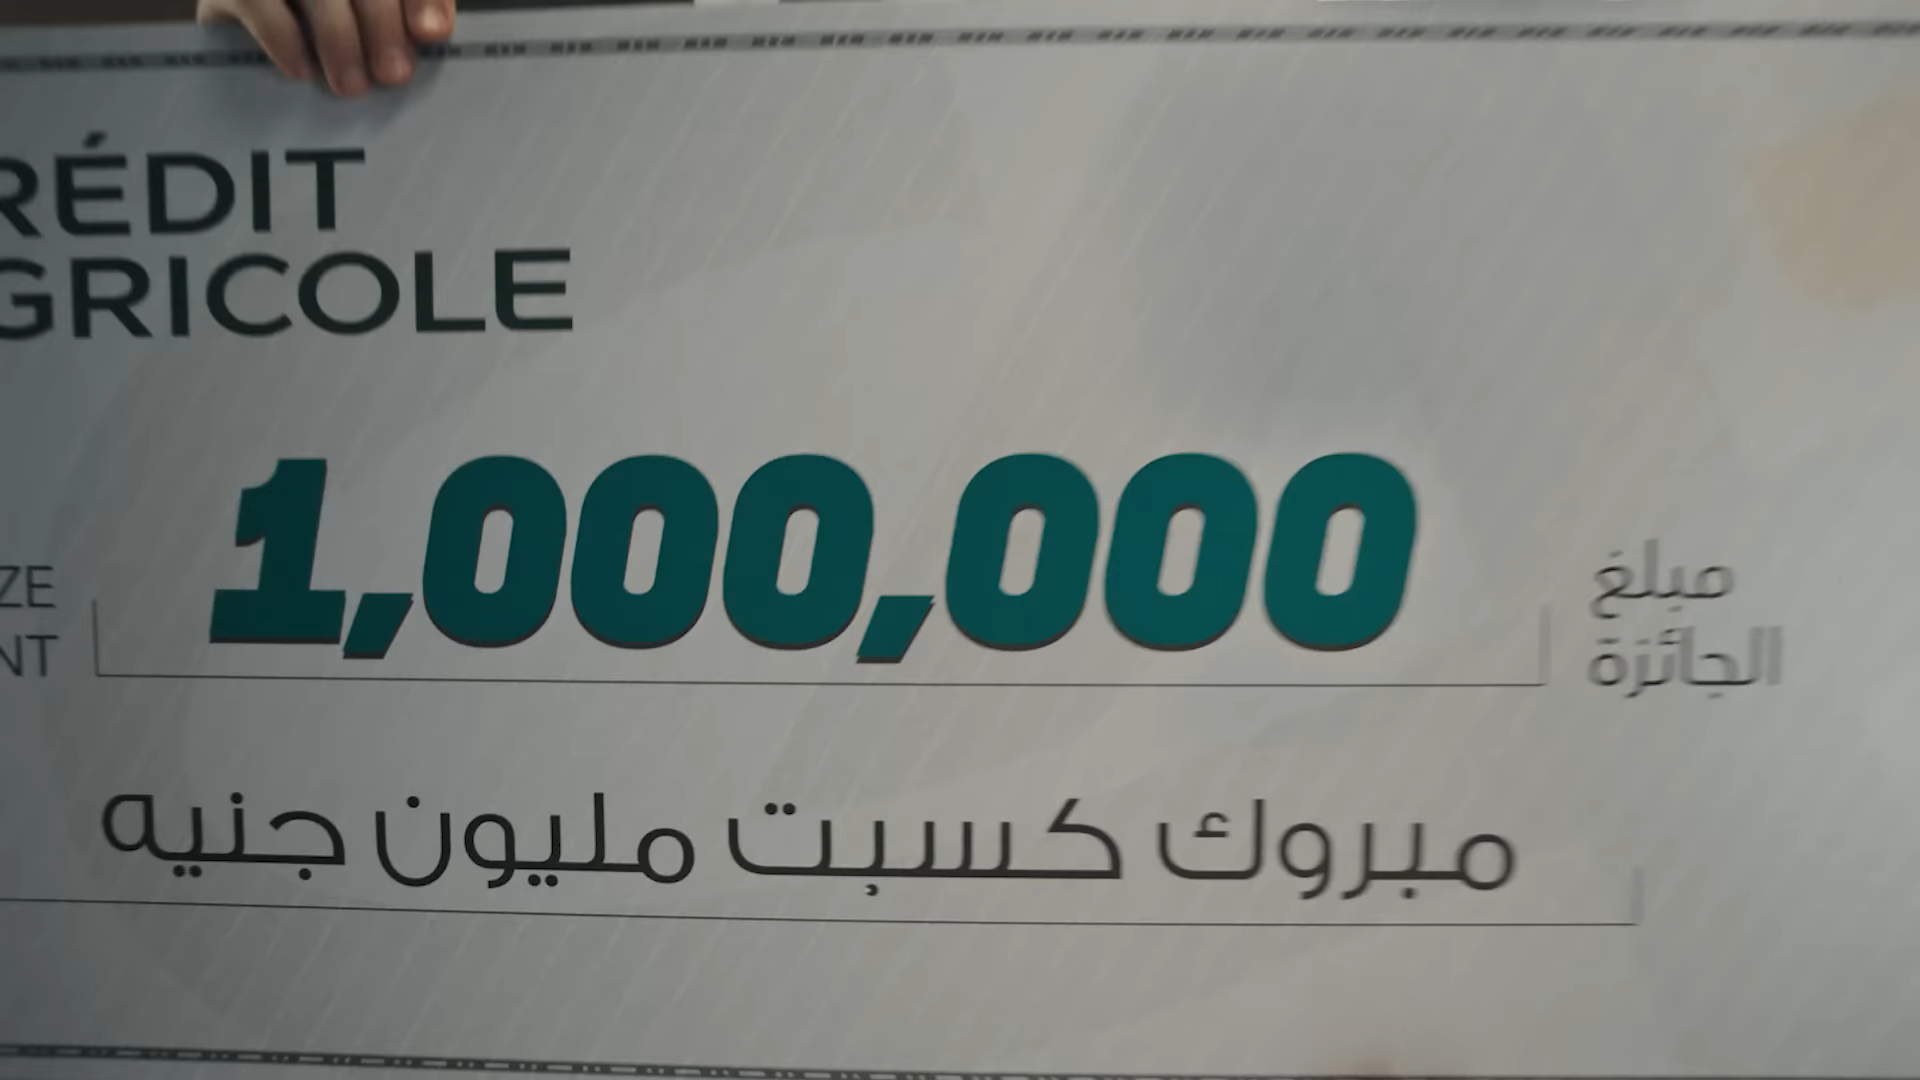 RÉDIT
GRICOLE
ZE
NT
1,000,000
مبلغ
الجائزة
مبروك كسبت مليون جنيه